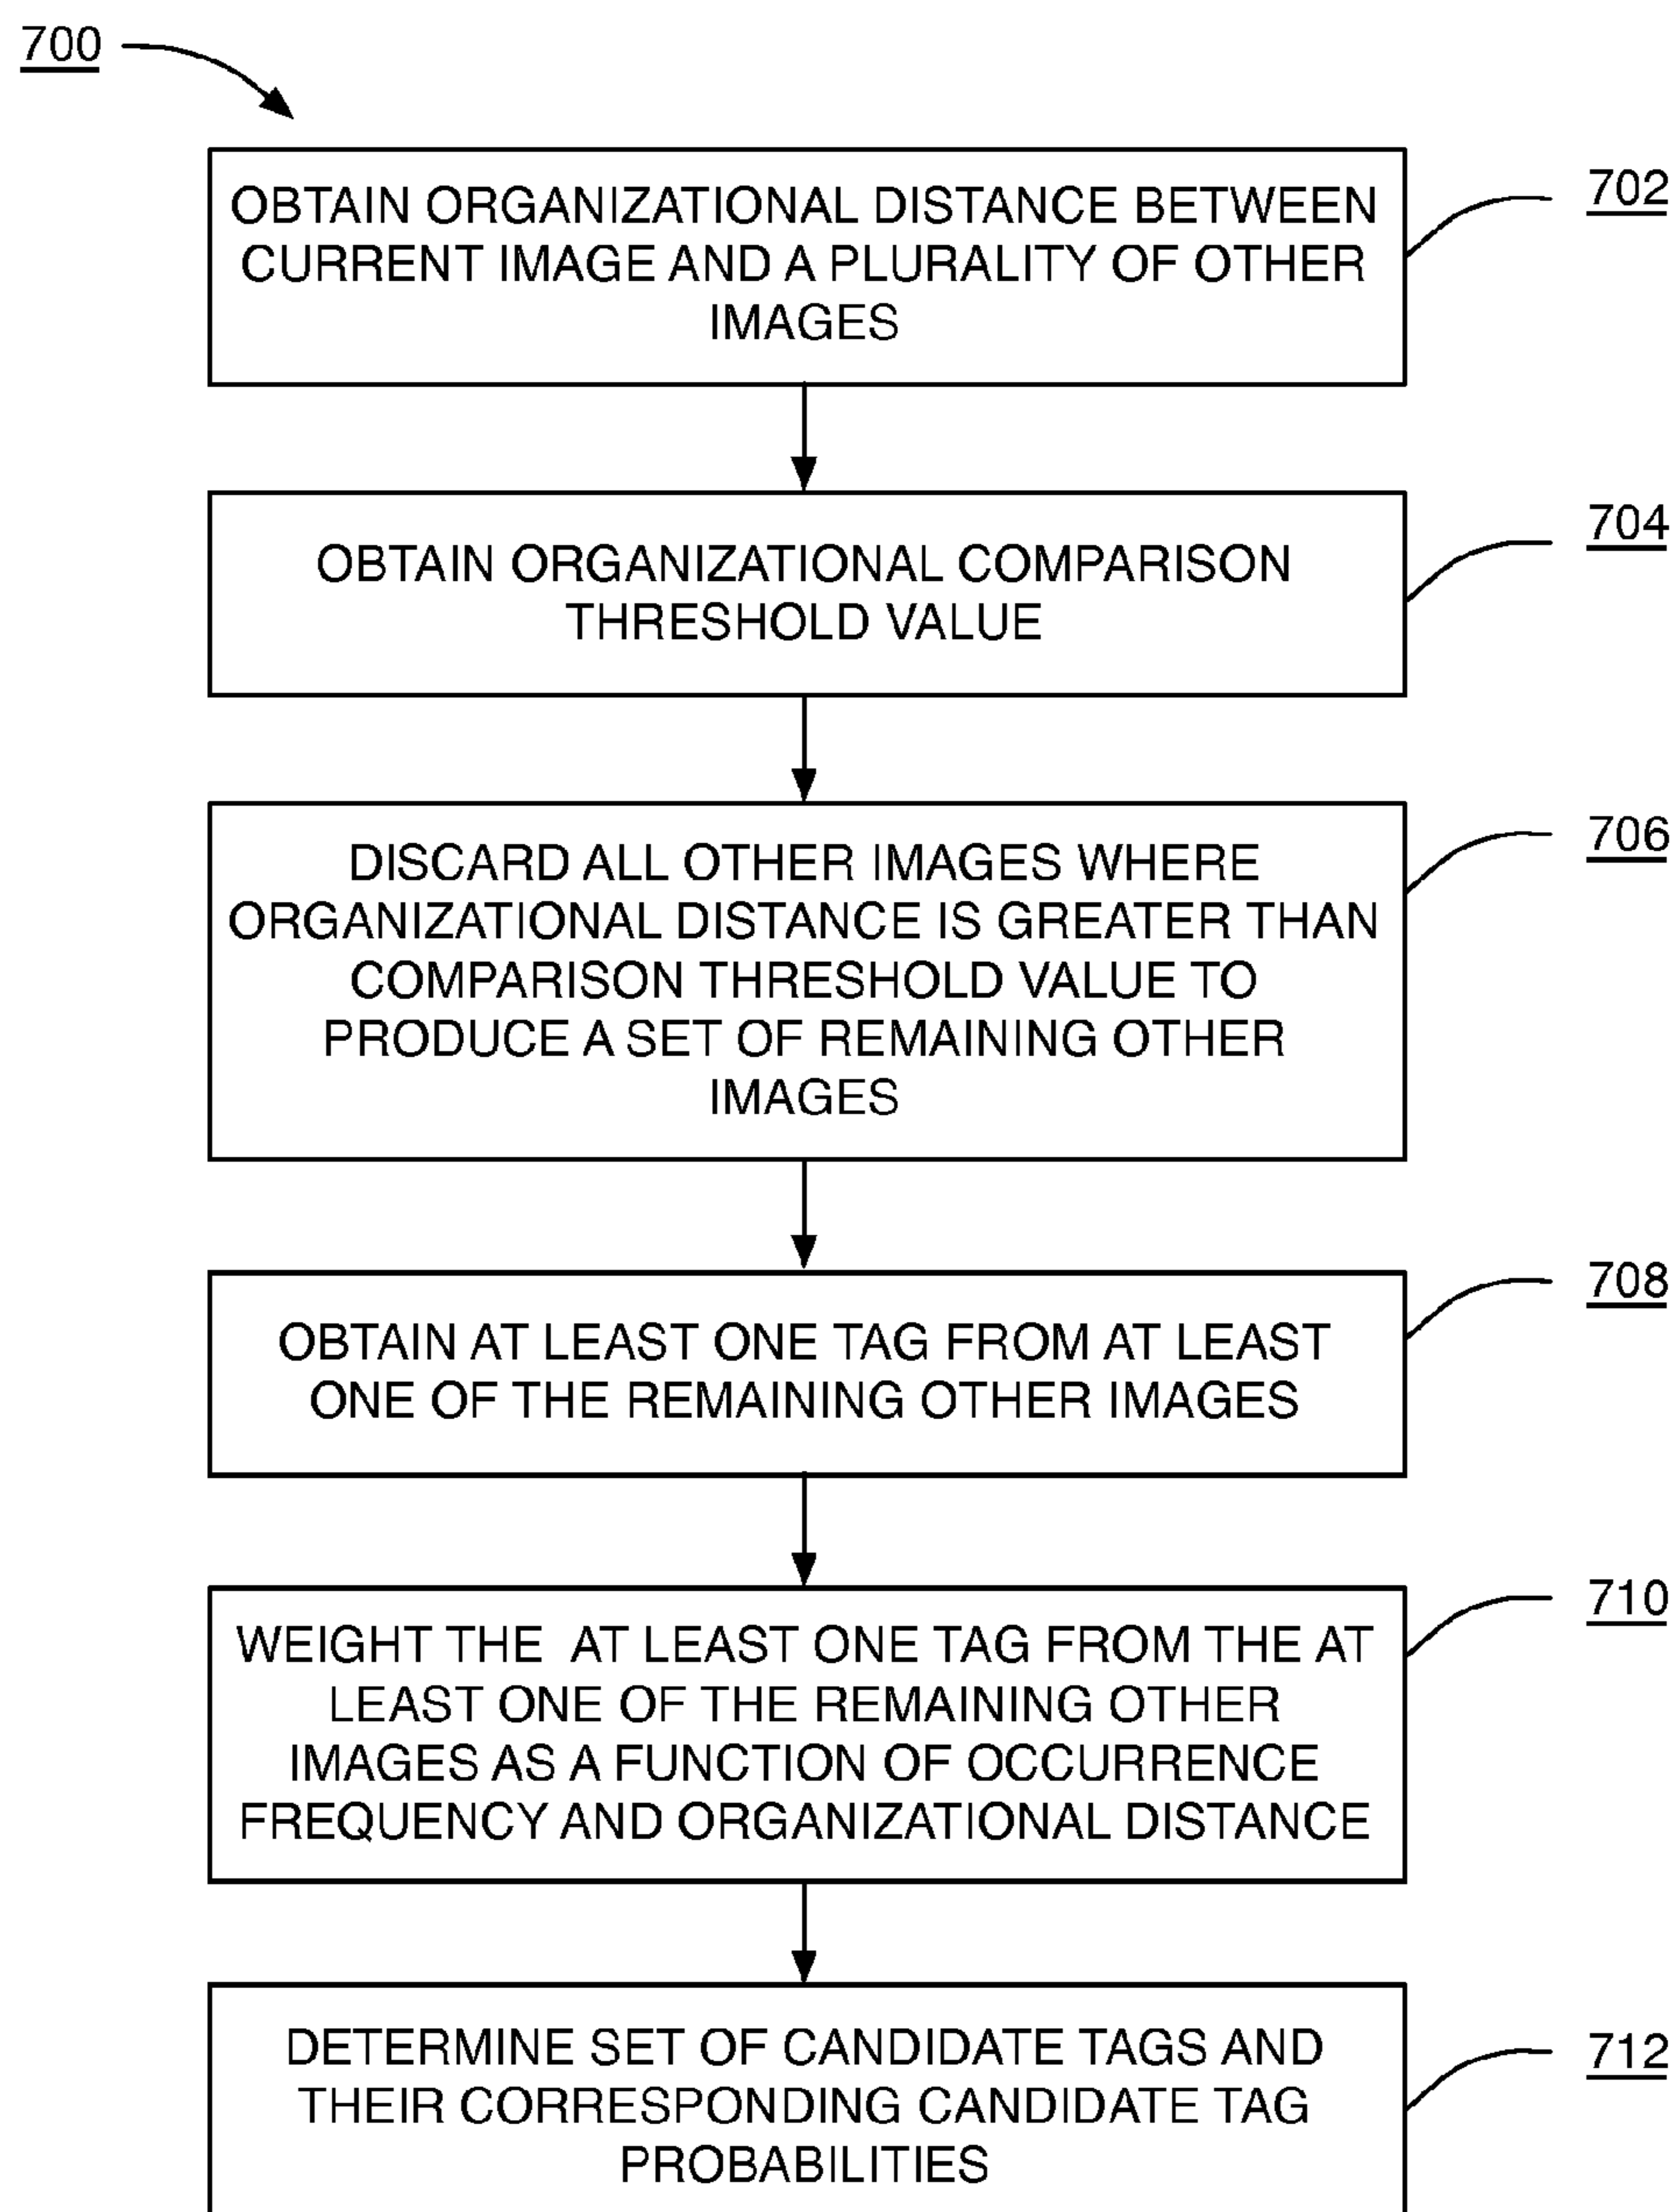 700
OBTAIN ORGANIZATIONAL DISTANCE BETWEEN
CURRENT IMAGE AND A PLURALITY OF OTHER
IMAGES
702
OBTAIN ORGANIZATIONAL COMPARISON
THRESHOLD VALUE
704
DISCARD ALL OTHER IMAGES WHERE
ORGANIZATIONAL DISTANCE IS GREATER THAN
COMPARISON THRESHOLD VALUE TO
PRODUCE A SET OF REMAINING OTHER
IMAGES
706
OBTAIN AT LEAST ONE TAG FROM AT LEAST
ONE OF THE REMAINING OTHER IMAGES
708
WEIGHT THE AT LEAST ONE TAG FROM THE AT
LEAST ONE OF THE REMAINING OTHER
IMAGES AS A FUNCTION OF OCCURRENCE
FREQUENCY AND ORGANIZATIONAL DISTANCE
710
DETERMINE SET OF CANDIDATE TAGS AND
THEIR CORRESPONDING CANDIDATE TAG
PROBABILITIES
712